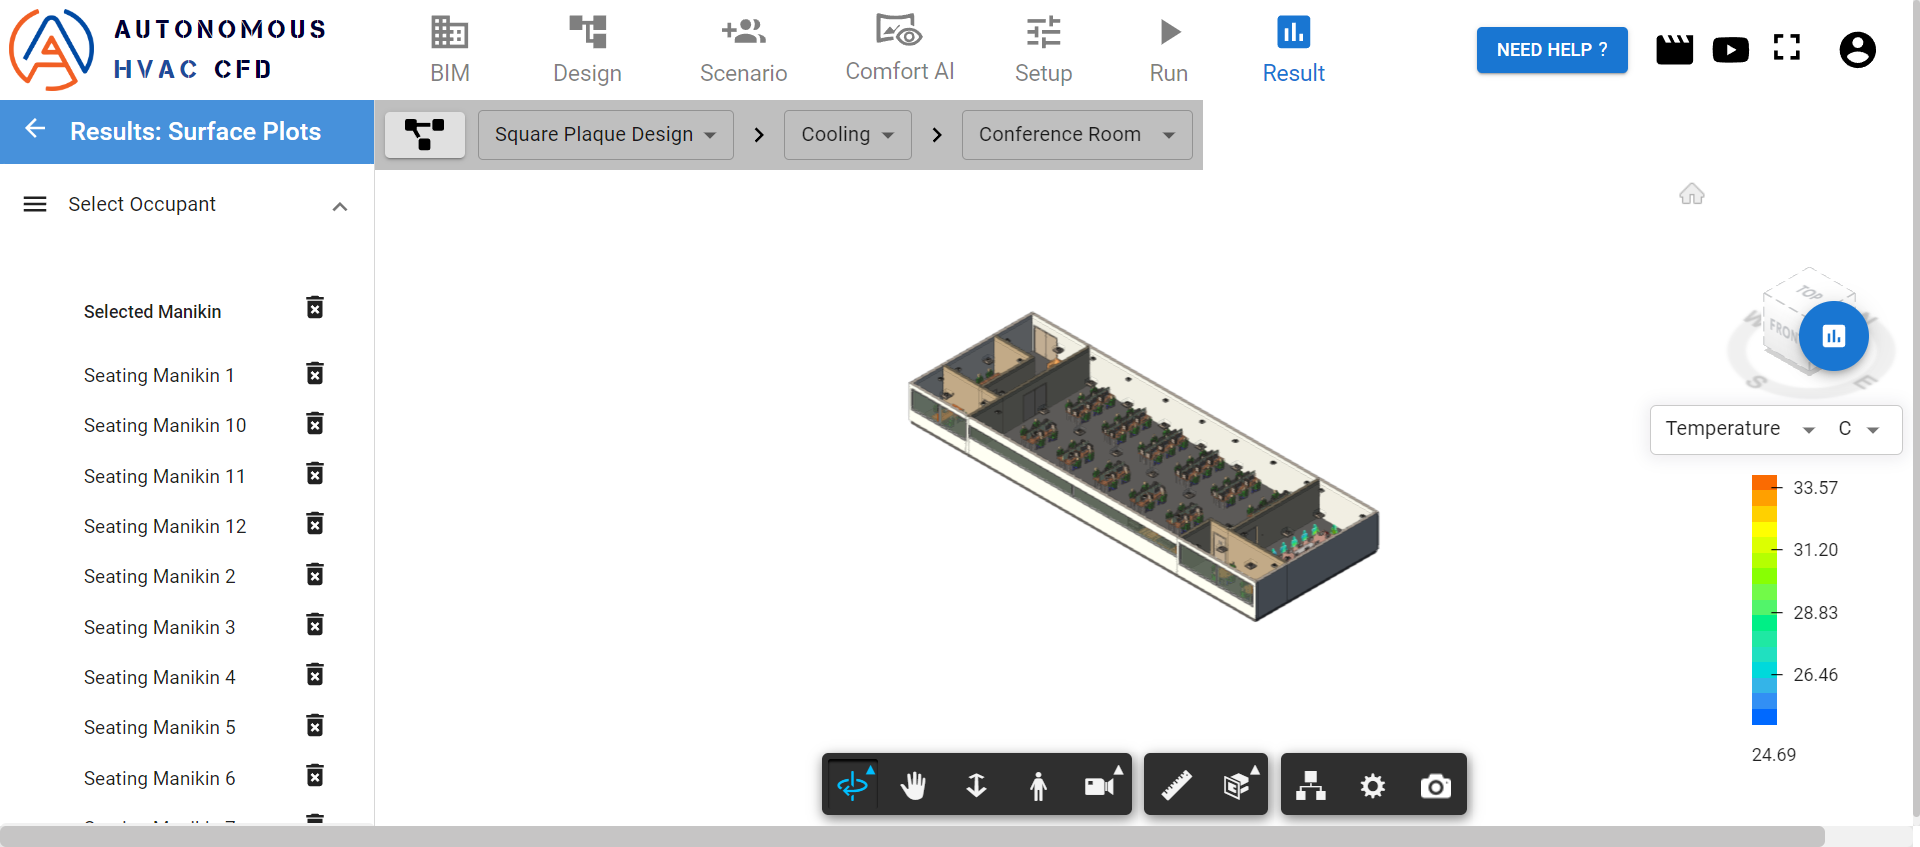 AUTONOMOUS
HVAC CFD
BIM
Design
Scenario
Comfort AI
Setup
Run
Result
NEED HELP ?
Results: Surface Plots
Square Plaque Design
Cooling
Conference Room
Select Occupant
Selected Manikin
Seating Manikin 1
Seating Manikin 10
Seating Manikin 11
Seating Manikin 12
Seating Manikin 2
Seating Manikin 3
Seating Manikin 4
Seating Manikin 5
Seating Manikin 6
TOP
W
N
S
E
Temperature
C
33.57
31.20
28.83
26.46
24.69